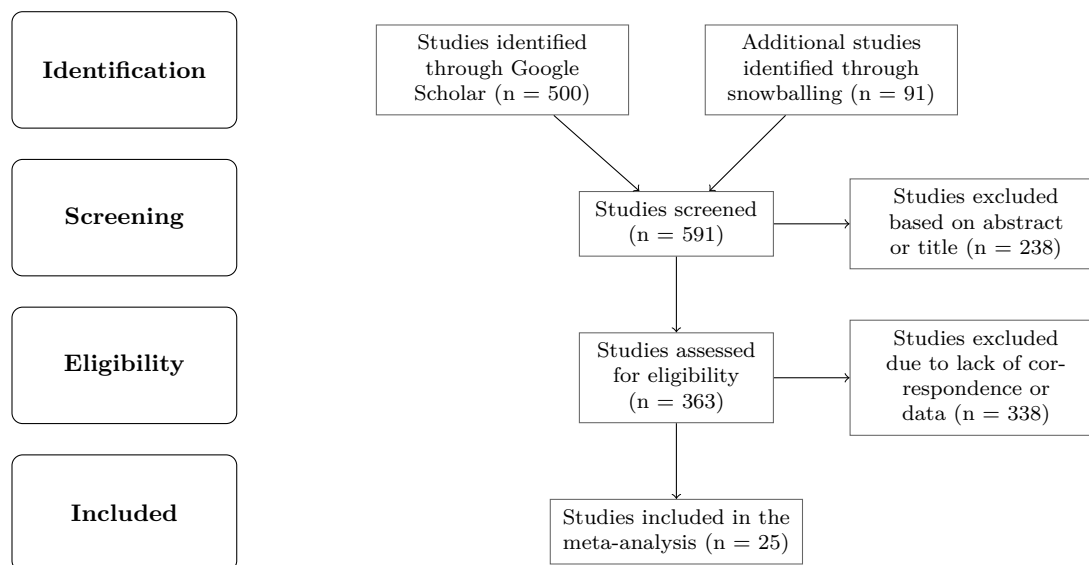 Identification
Studies identified
through Google
Scholar (n = 500)
Additional studies
identified through
snowballing (n = 91)
Screening
Studies screened
(n = 591)
Studies excluded
based on abstract
or title (n = 238)
Eligibility
Studies assessed
for eligibility
(n = 363)
Studies excluded
due to lack of cor-
respondence or
data (n = 338)
Included
Studies included in the
meta-analysis (n = 25)